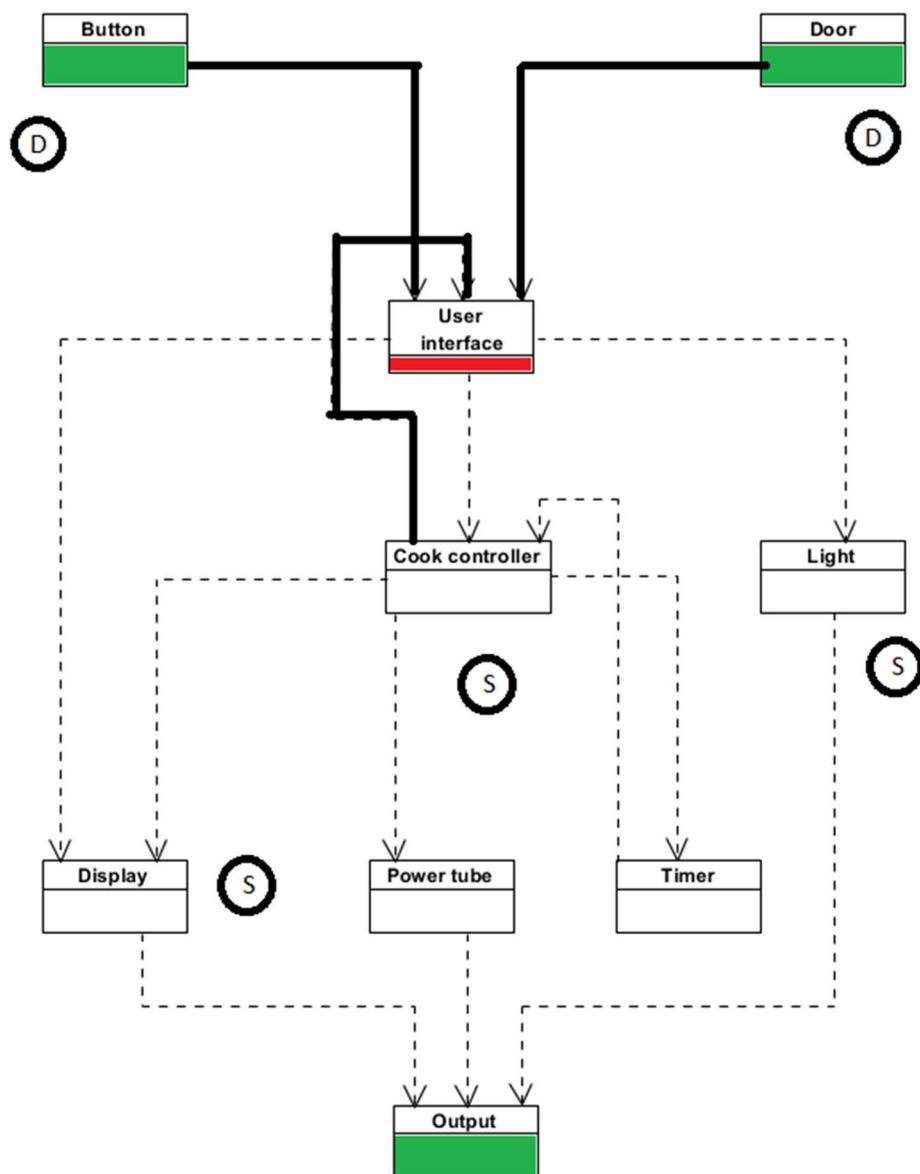 Button
Door
D
D
User
interface
Cook controller
Light
S
S
Display
S
Power tube
Timer
Output